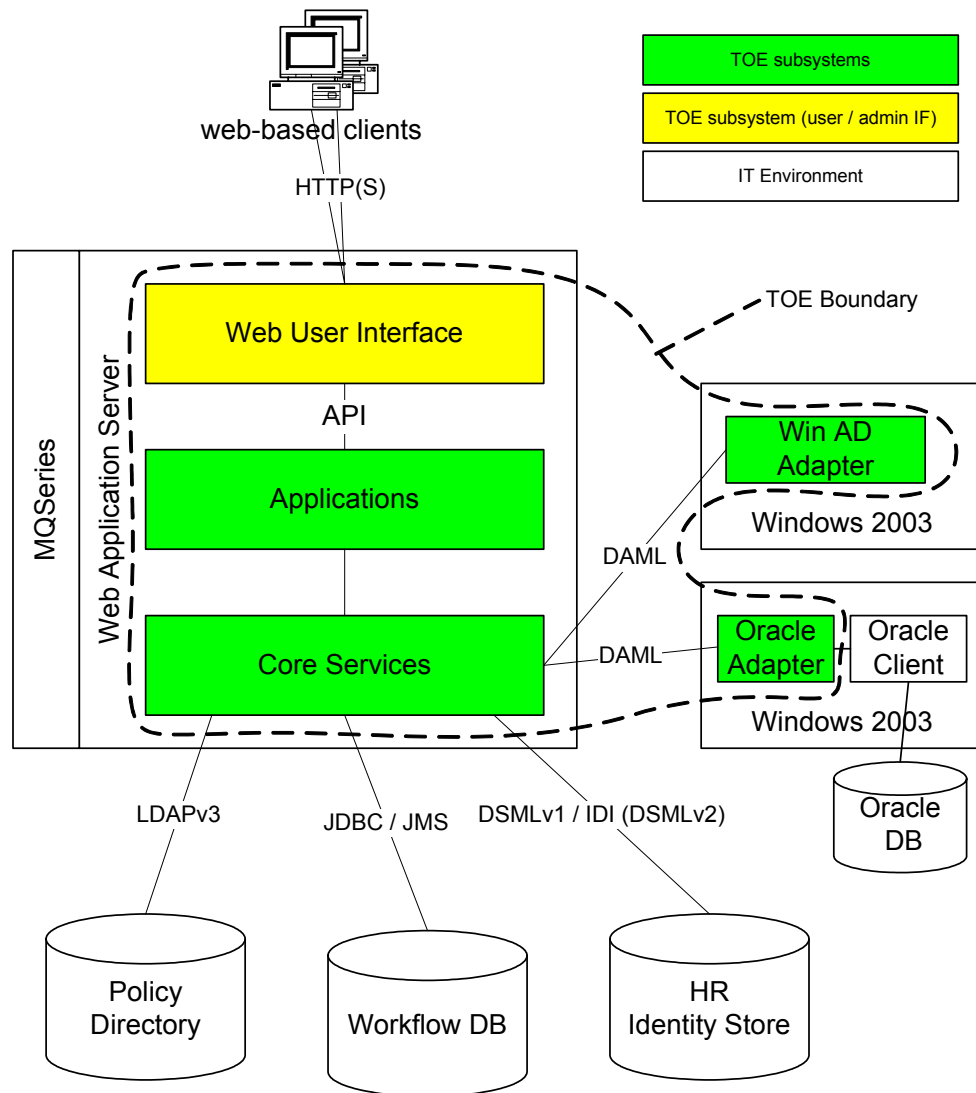 TOE subsystems
TOE subsystem (user / admin IF)
IT Environment
web-based clients
HTTP(S)
TOE Boundary
MQSeries
Web Application Server
Web User Interface
API
Applications
Core Services
Win AD
Adapter
Windows 2003
DAML
DAML
Oracle
Adapter
Oracle
Client
Windows 2003
Oracle
DB
LDAPv3
JDBC / JMS
DSMLv1 / IDI (DSMLv2)
Policy
Directory
Workflow DB
HR
Identity Store